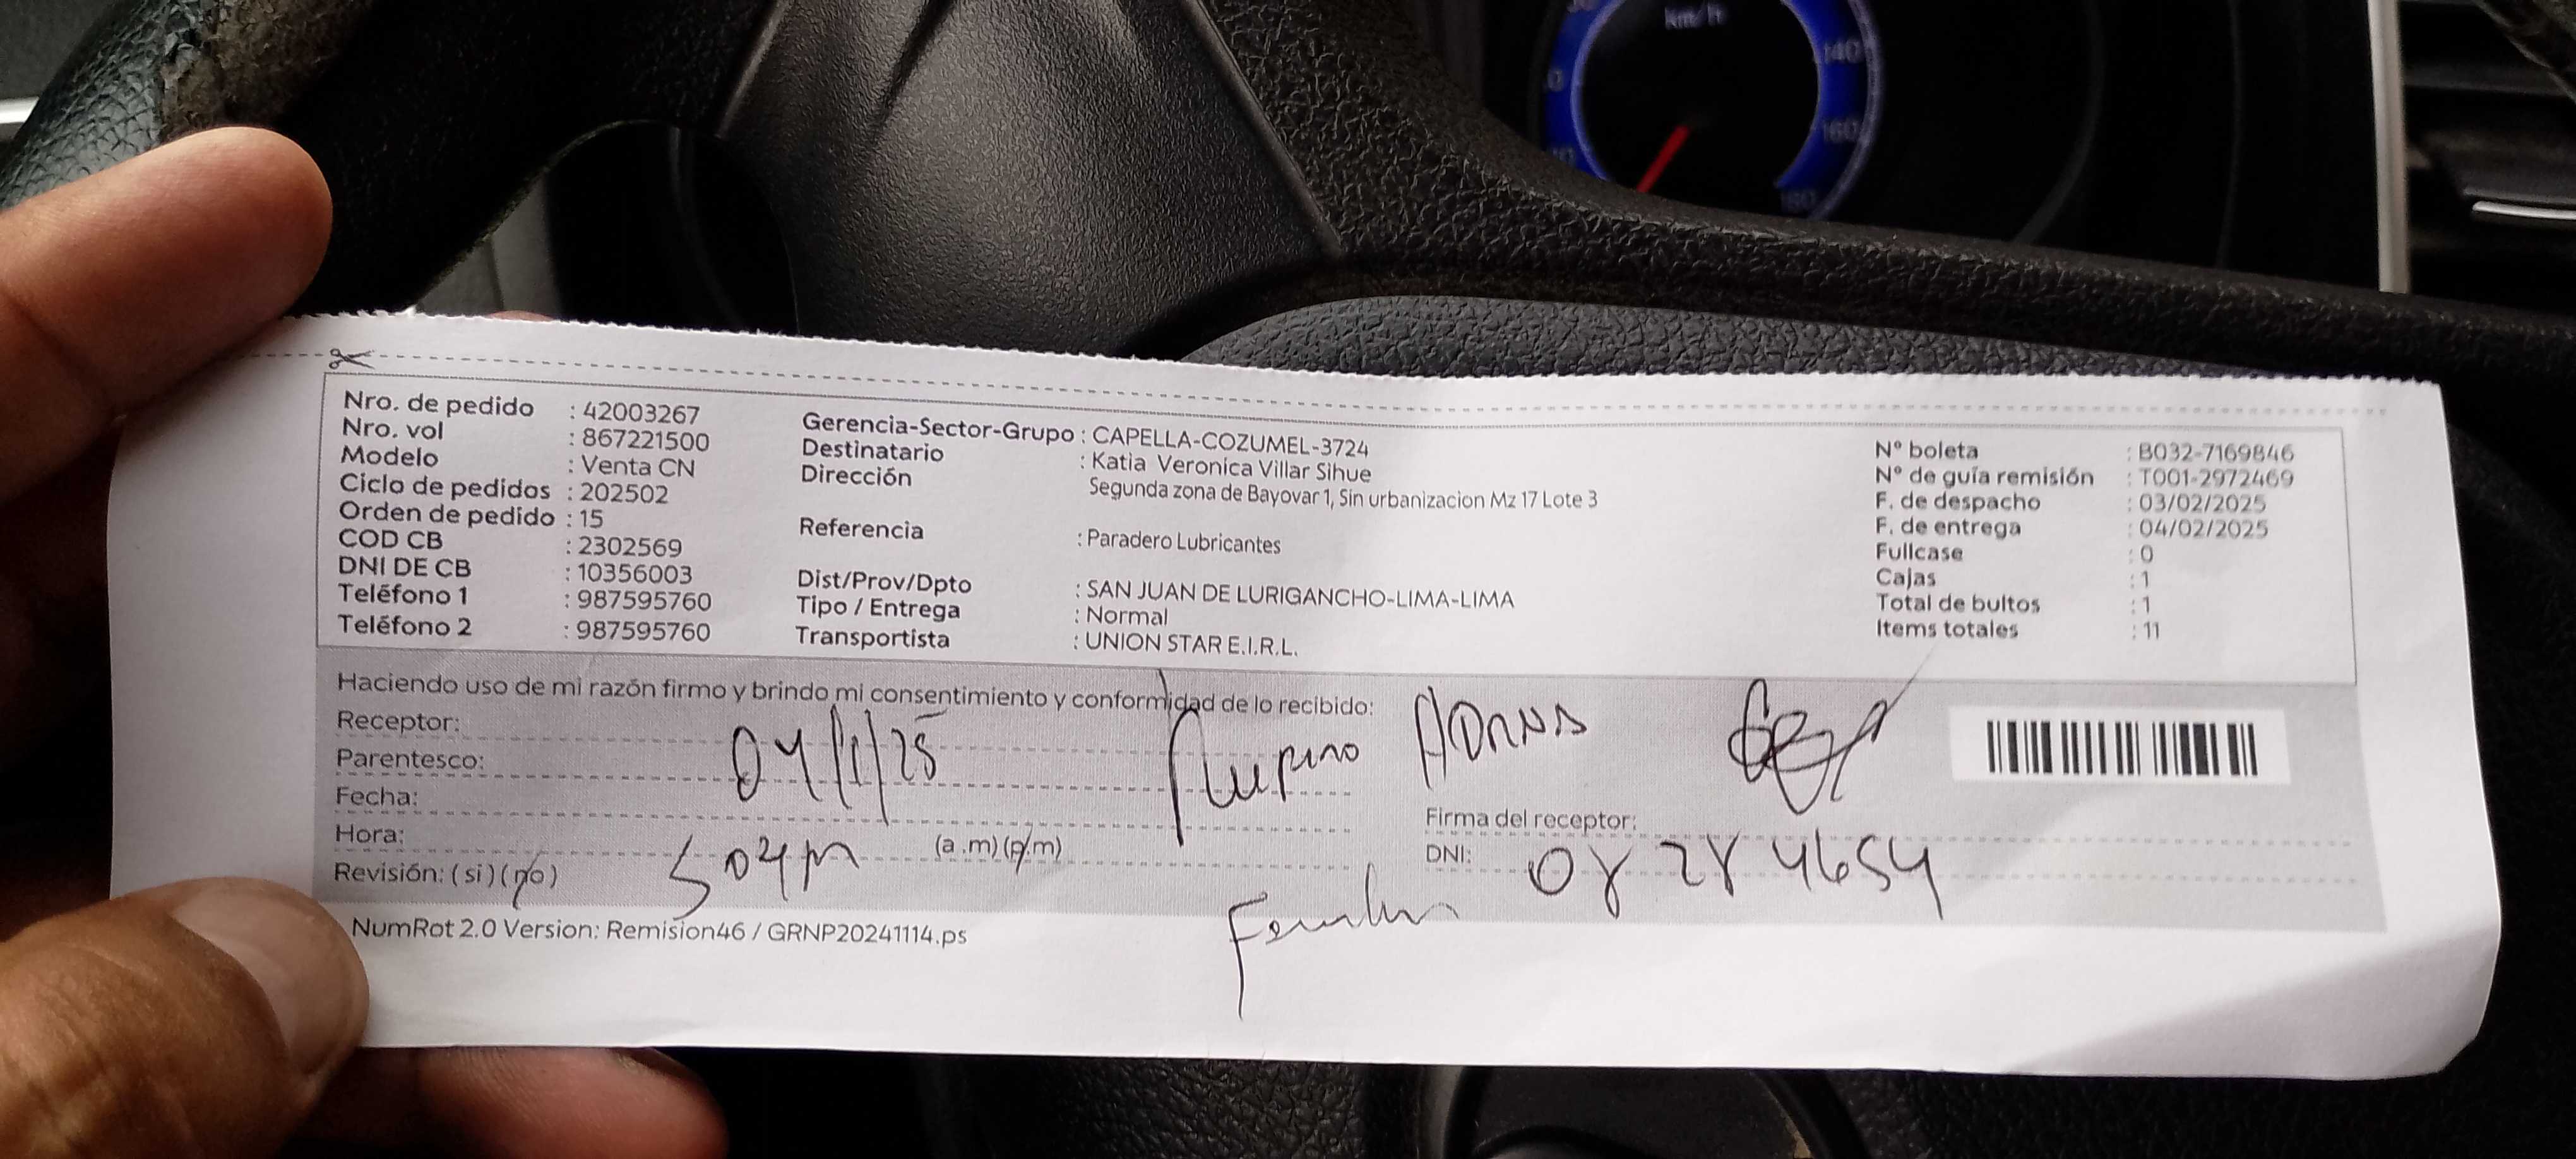 Nro. de pedido : 42003267
Nro. vol : 867221500
Modelo : Venta CN
Ciclo de pedidos : 202502
Orden de pedido : 15
COD CB : 2302569
DNI DE CB : 10356003
Teléfono 1 : 987595760
Teléfono 2 : 987595760
Gerencia-Sector-Grupo : CAPELLA-COZUMEL-3724
Destinatario : Katia Veronica Villar Sihue
Dirección Segunda zona de Bayovar 1, Sin urbanizacion Mz 17 Lote 3
Referencia : Paradero Lubricantes
Dist/Prov/Dpto : SAN JUAN DE LURIGANCHO-LIMA-LIMA
Tipo / Entrega : Normal
Transportista : UNION STAR E.I.R.L.
N° boleta : B032-7169846
N° de guía remisión : T001-2972469
F. de despacho : 03/02/2025
F. de entrega : 04/02/2025
Fullcase : 0
Cajas : 1
Total de bultos : 1
Items totales : 11
Haciendo uso de mi razón firmo y brindo mi consentimiento y conformidad de lo recibido:
Receptor:
Parentesco:
Fecha:
Hora: (a.m)(p.m)
Revisión: (si)(no)
Firma del receptor:
DNI:
NumRot 2.0 Version: Remision46 / GRNP20241114.ps
Km/h
140
160
180